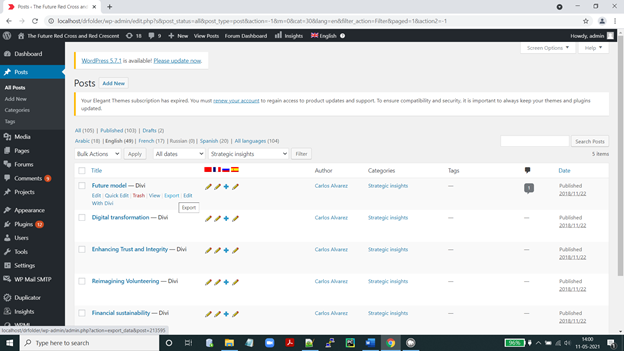 Posts ‹ The Future Red Cross and
localhost/drfolder/wp-admin/edit.php?s&post_status=all&post_type=post&action=-1&m=0&cat=30&lang=en&filter_action=Filter&paged=1&action2=-1
The Future Red Cross and Red Crescent 18 9 New View Posts Forum Dashboard Insights English Howdy, admin
Dashboard
Posts
All Posts
Add New
Categories
Tags
Media
Pages
Forums
Comments 9
Projects
Appearance
Plugins 12
Users
Tools
Settings
WP Mail SMTP
Duplicator
Insights
WPML
Screen Options Help
WordPress 5.7.1 is available! Please update now.
Posts Add New
Your Elegant Themes subscription has expired. You must renew your account to regain access to product updates and support. To ensure compatibility and security, it is important to always keep your themes and plugins
updated.
All (105) | Published (103) | Drafts (2)
Arabic (18) | English (49) | French (17) | Russian (0) | Spanish (20) | All languages (104)
Search Posts
Bulk Actions Apply All dates Strategic insights Filter 5 items
Title Author Categories Tags Date
Future model — Divi Carlos Alvarez Strategic insights — 1 Published
2018/11/22
Edit | Quick Edit | Trash | View | Export | Edit
With Divi
Export
Digital transformation — Divi Carlos Alvarez Strategic insights — — Published
2018/11/22
Enhancing Trust and Integrity — Divi Carlos Alvarez Strategic insights — — Published
2018/11/22
Reimagining Volunteering — Divi Carlos Alvarez Strategic insights — — Published
2018/11/22
Financial sustainability — Divi Carlos Alvarez Strategic insights — — Published
2018/11/22
localhost/drfolder/wp-admin/admin.php?action=export_data&post=213595
Type here to search
96%
14:00
11-05-2021